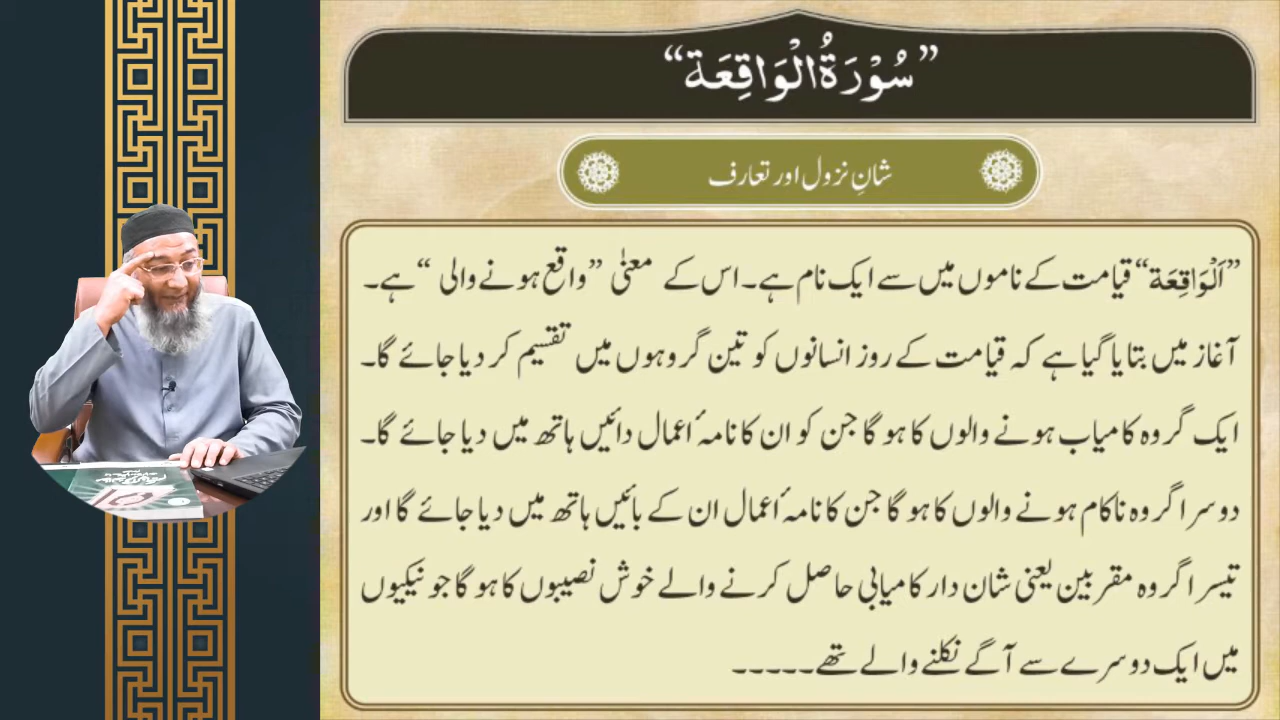 ”سُوْرَۃُ الْوَاقِعَۃ“
شانِ نزول اور تعارف
”اَلْوَاقِعَۃ“ قیامت کے ناموں میں سے ایک نام ہے۔ اس کے معنیٰ ”واقع ہونے والی“ ہے۔
آغاز میں بتایا گیا ہے کہ قیامت کے روز انسانوں کو تین گروہوں میں تقسیم کر دیا جائے گا۔
ایک گروہ کامیاب ہونے والوں کا ہو گا جن کو ان کا نامۂ اعمال دائیں ہاتھ میں دیا جائے گا۔
دوسرا گروہ ناکام ہونے والوں کا ہو گا جن کا نامۂ اعمال ان کے بائیں ہاتھ میں دیا جائے گا اور
تیسرا گروہ مقربین یعنی شان دار کامیابی حاصل کرنے والے خوش نصیبوں کا ہو گا جو نیکیوں
میں ایک دوسرے سے آگے نکلنے والے تھے۔۔۔۔۔